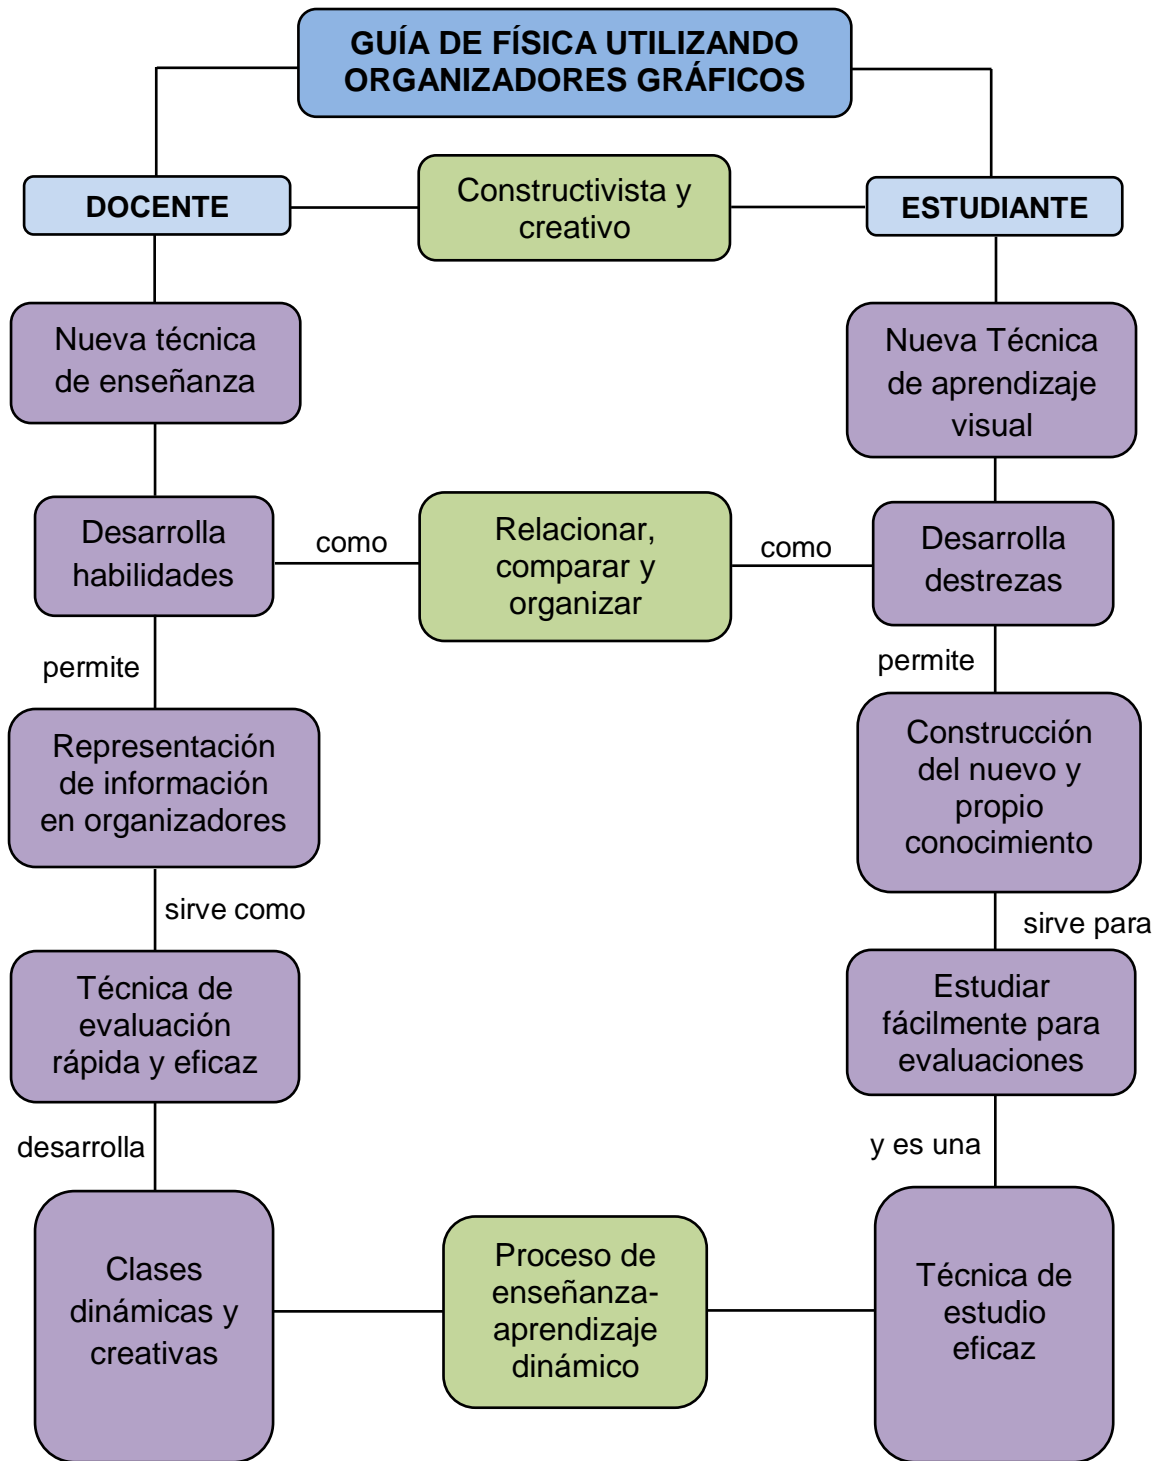 GUÍA DE FÍSICA UTILIZANDO
ORGANIZADORES GRÁFICOS
DOCENTE
Constructivista y
creativo
ESTUDIANTE
Nueva técnica
de enseñanza
Nueva Técnica
de aprendizaje
visual
Desarrolla
habilidades
como
Relacionar,
comparar y
organizar
como
Desarrolla
destrezas
permite
permite
Representación
de información
en organizadores
Construcción
del nuevo y
propio
conocimiento
sirve como
sirve para
Técnica de
evaluación
rápida y eficaz
Estudiar
fácilmente para
evaluaciones
desarrolla
y es una
Clases
dinámicas y
creativas
Proceso de
enseñanza-
aprendizaje
dinámico
Técnica de
estudio
eficaz